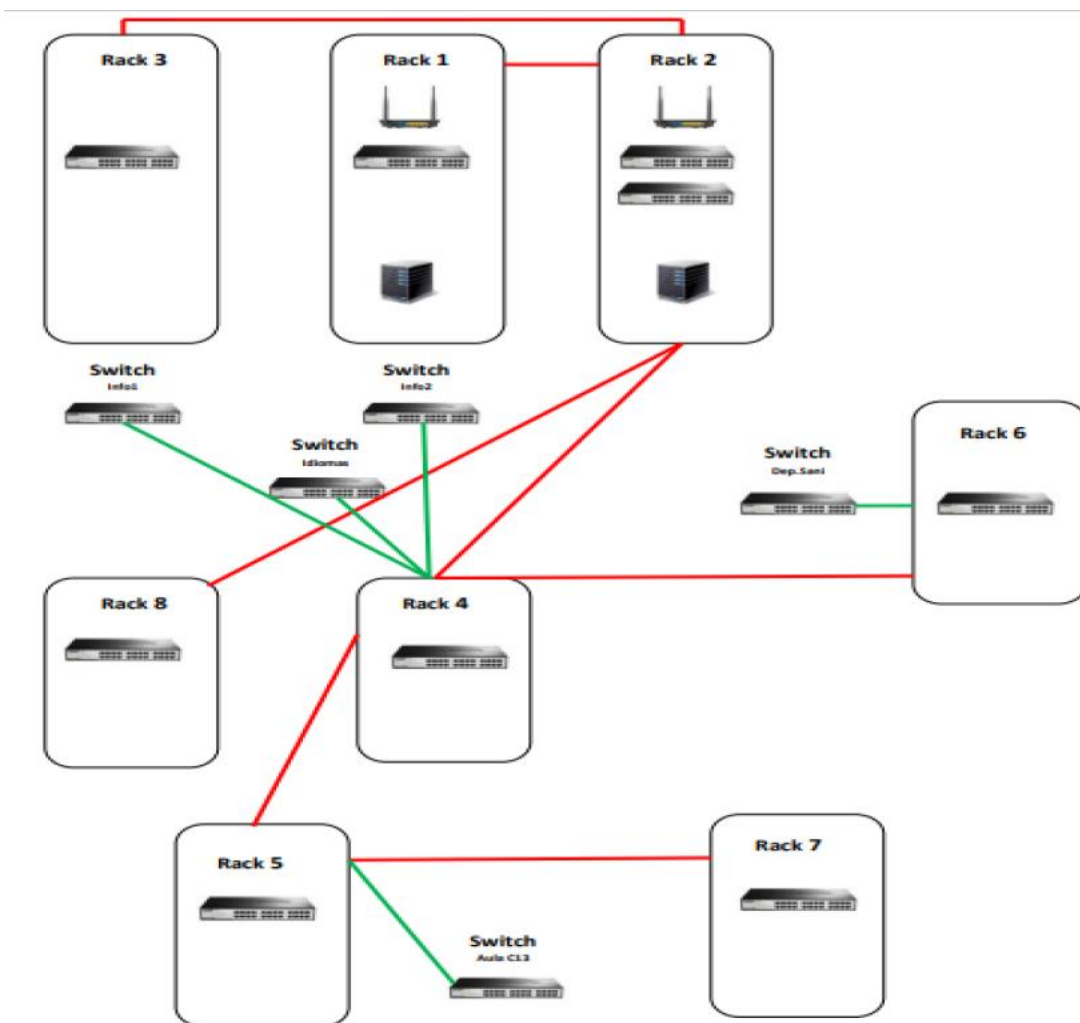 Rack 3
Rack 1
Rack 2
Switch
Info1
Switch
Info2
Switch
Idiomas
Switch
Dep.Sani
Rack 6
Rack 8
Rack 4
Rack 5
Rack 7
Switch
Aula C13